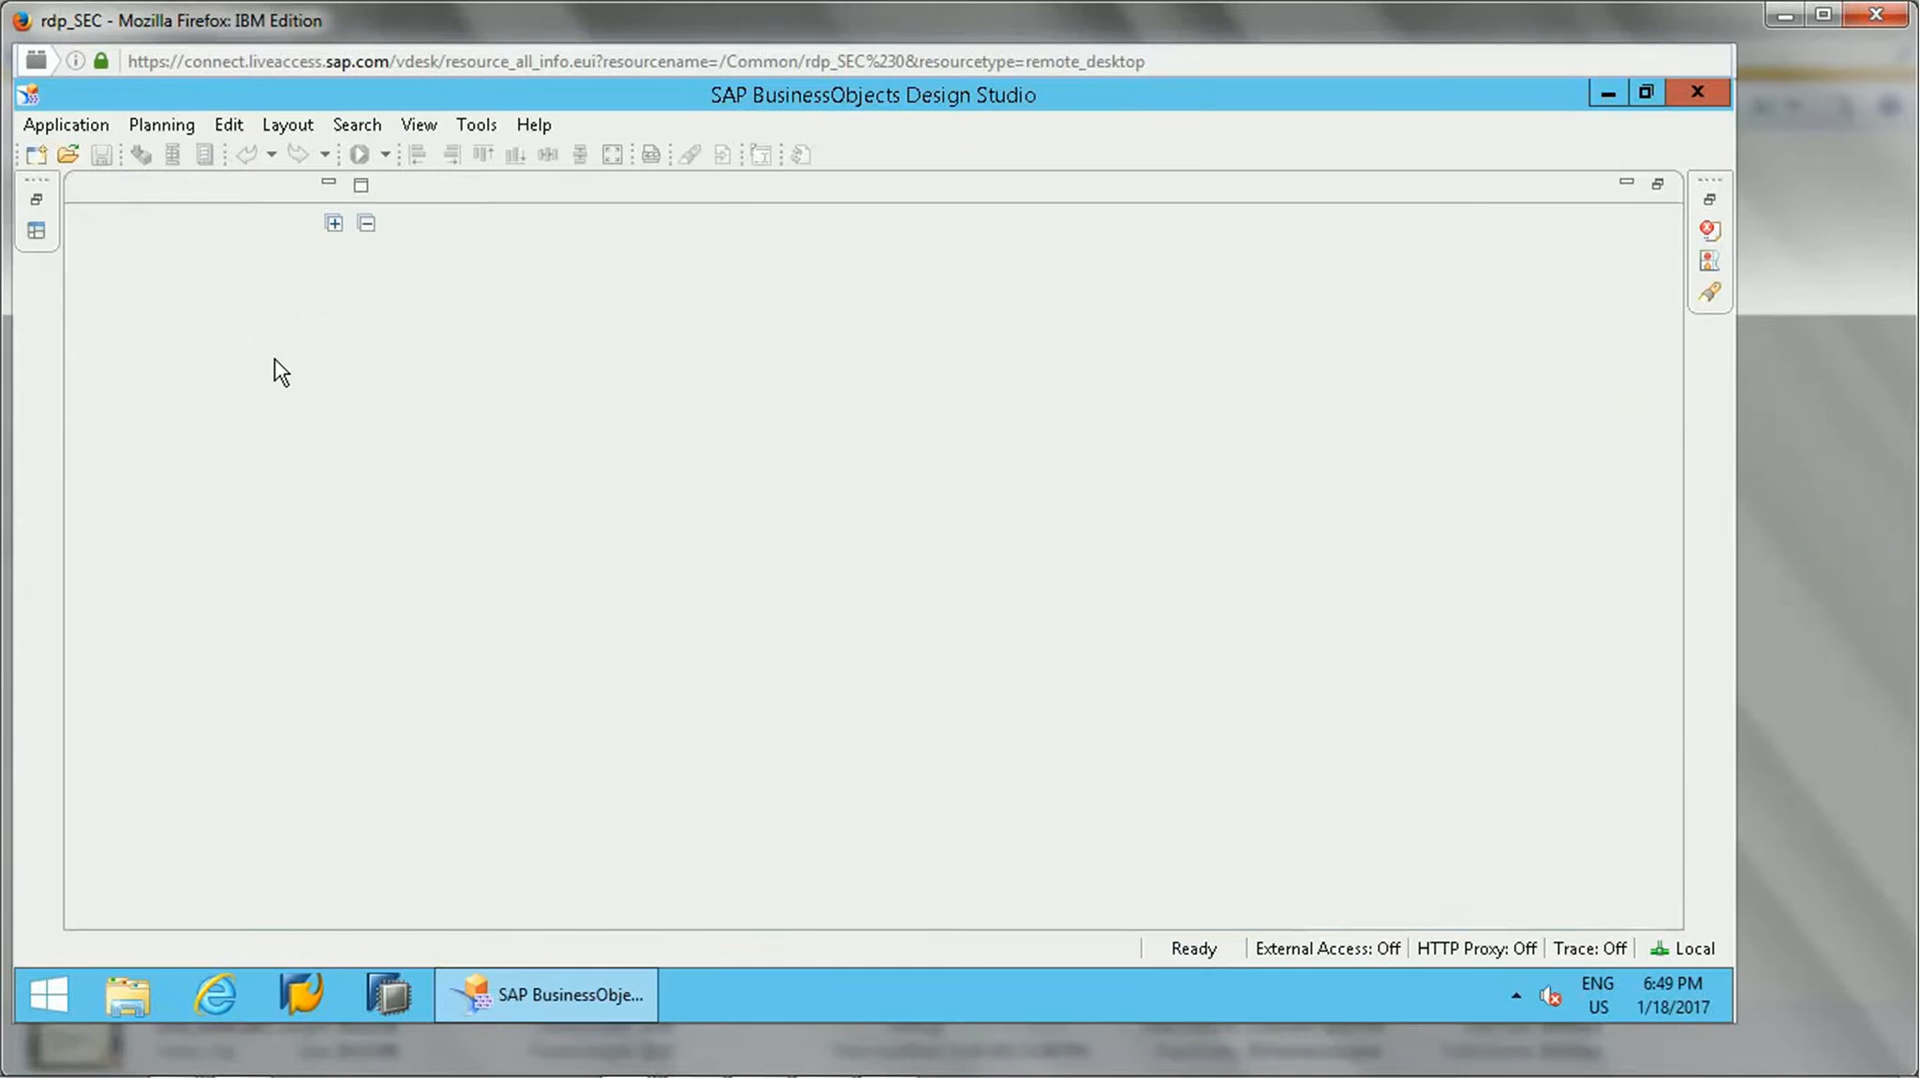 rdp_SEC - Mozilla Firefox: IBM Edition
https://connect.liveaccess.sap.com/vdesk/resource_all_info.eui?resourcename=/Common/rdp_SEC%230&resourcetype=remote_desktop
SAP BusinessObjects Design Studio
Application Planning Edit Layout Search View Tools Help
Ready External Access: Off HTTP Proxy: Off Trace: Off Local
SAP BusinessObje...
ENG 6:49 PM
US 1/18/2017